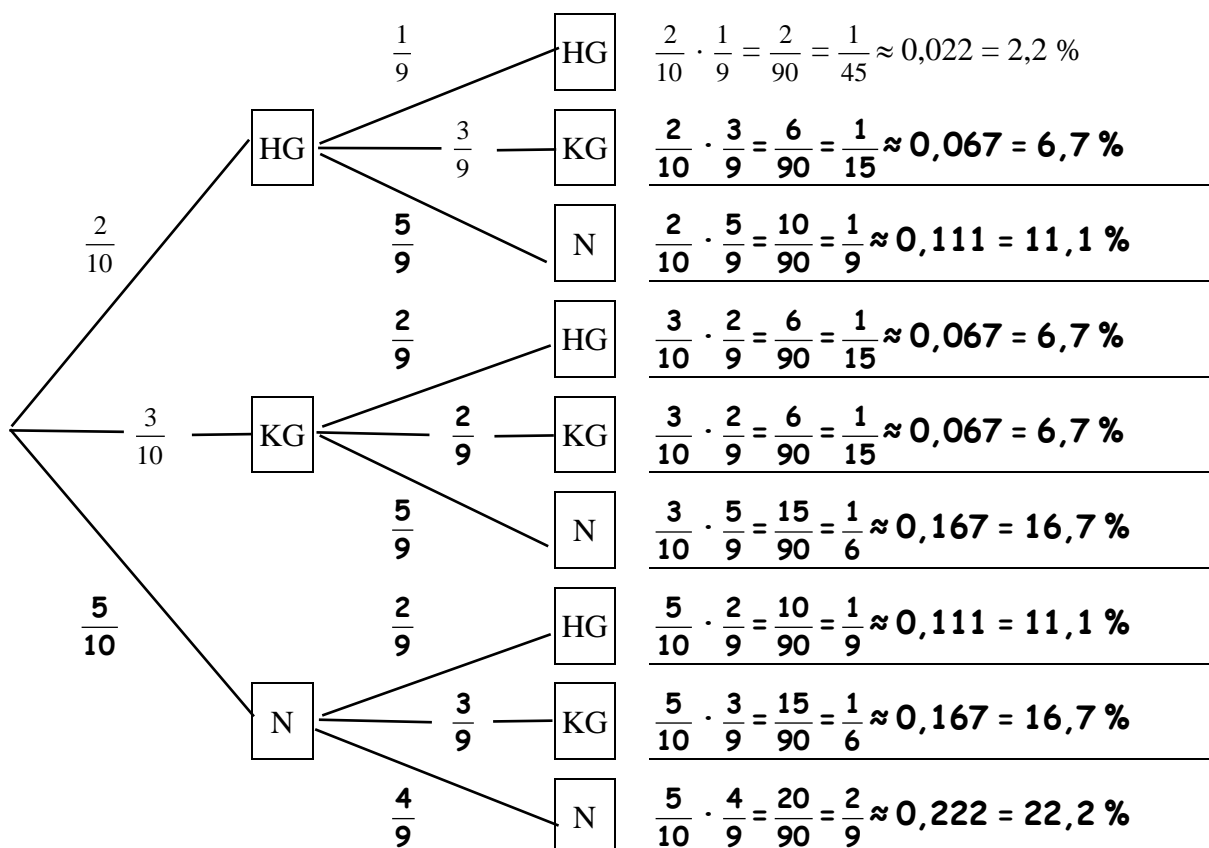 1/9 HG 2/10 · 1/9 = 2/90 = 1/45 ≈ 0,022 = 2,2 %
HG 3/9 KG 2/10 · 3/9 = 6/90 = 1/15 ≈ 0,067 = 6,7 %
2/10 5/9 N 2/10 · 5/9 = 10/90 = 1/9 ≈ 0,111 = 11,1 %
2/9 HG 3/10 · 2/9 = 6/90 = 1/15 ≈ 0,067 = 6,7 %
3/10 KG 2/9 KG 3/10 · 2/9 = 6/90 = 1/15 ≈ 0,067 = 6,7 %
5/9 N 3/10 · 5/9 = 15/90 = 1/6 ≈ 0,167 = 16,7 %
5/10 2/9 HG 5/10 · 2/9 = 10/90 = 1/9 ≈ 0,111 = 11,1 %
N 3/9 KG 5/10 · 3/9 = 15/90 = 1/6 ≈ 0,167 = 16,7 %
4/9 N 5/10 · 4/9 = 20/90 = 2/9 ≈ 0,222 = 22,2 %